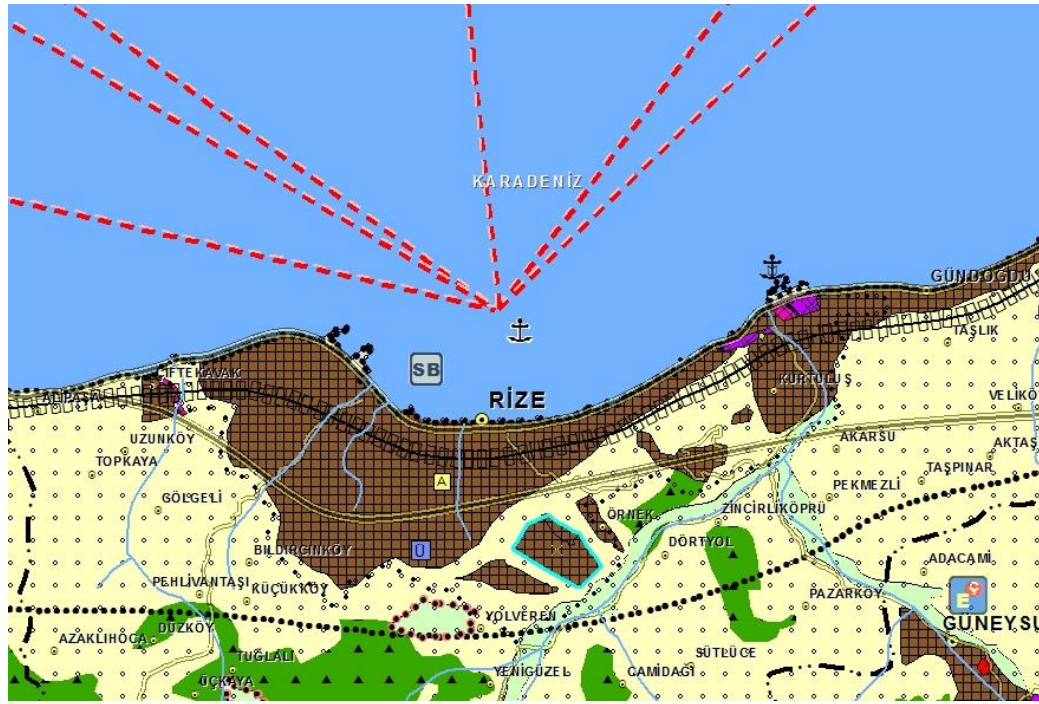 KARADENİZ
GÜNDOĞDU
TAŞLIK
SB
İFTEKAVAK
ALİPAŞA
RİZE
KURTULUŞ
VELİKÖY
UZUNKÖY
AKARSU
AKTAŞ
TOPKAYA
TAŞPINAR
A
PEKMEZLİ
GÖLGELİ
ÖRNEK
ZİNCİRLİKÖPRÜ
DÖRTYOL
BILDIRCINKÖY
Ü
ADACAMİ
PEHLİVANTAŞI
KÜÇÜKKÖY
PAZARKÖY
E
YOLVEREN
GÜNEYSU
DÜZKÖY
AZAKLIHOCA
SÜTLÜCE
TUĞLALI
YENİGÜZEL
CAMİDAĞI
ÜÇKAYA